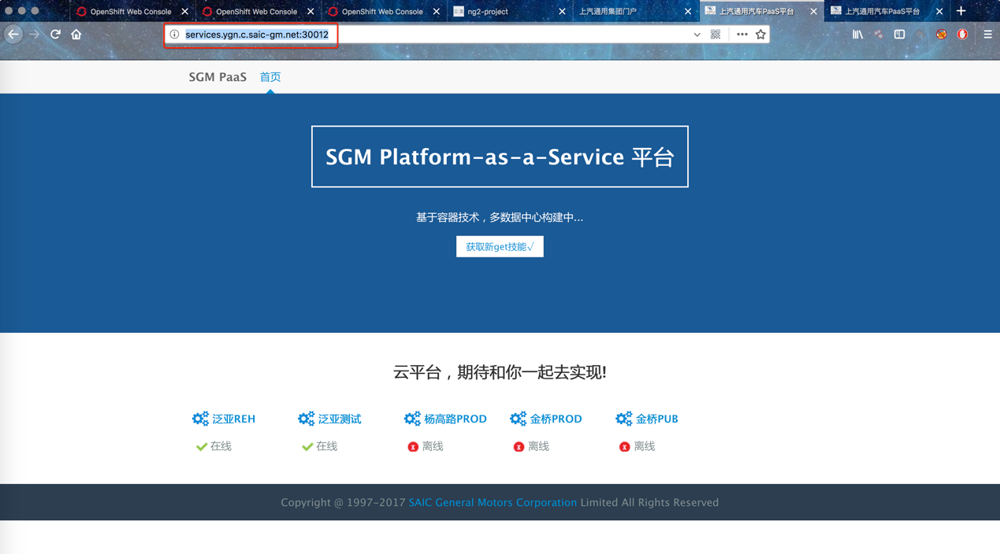 OpenShift Web Console
OpenShift Web Console
OpenShift Web Console
ng2-project
上汽通用集团门户
上汽通用汽车PaaS平台
上汽通用汽车PaaS平台
services.ygn.c.saic-gm.net:30012
SGM PaaS 首页
SGM Platform-as-a-Service 平台
基于容器技术，多数据中心构建中...
获取新get技能√
云平台，期待和你一起去实现!
泛亚REH 泛亚测试 杨高路PROD 金桥PROD 金桥PUB
在线 在线 离线 离线 离线
Copyright @ 1997-2017 SAIC General Motors Corporation Limited All Rights Reserved